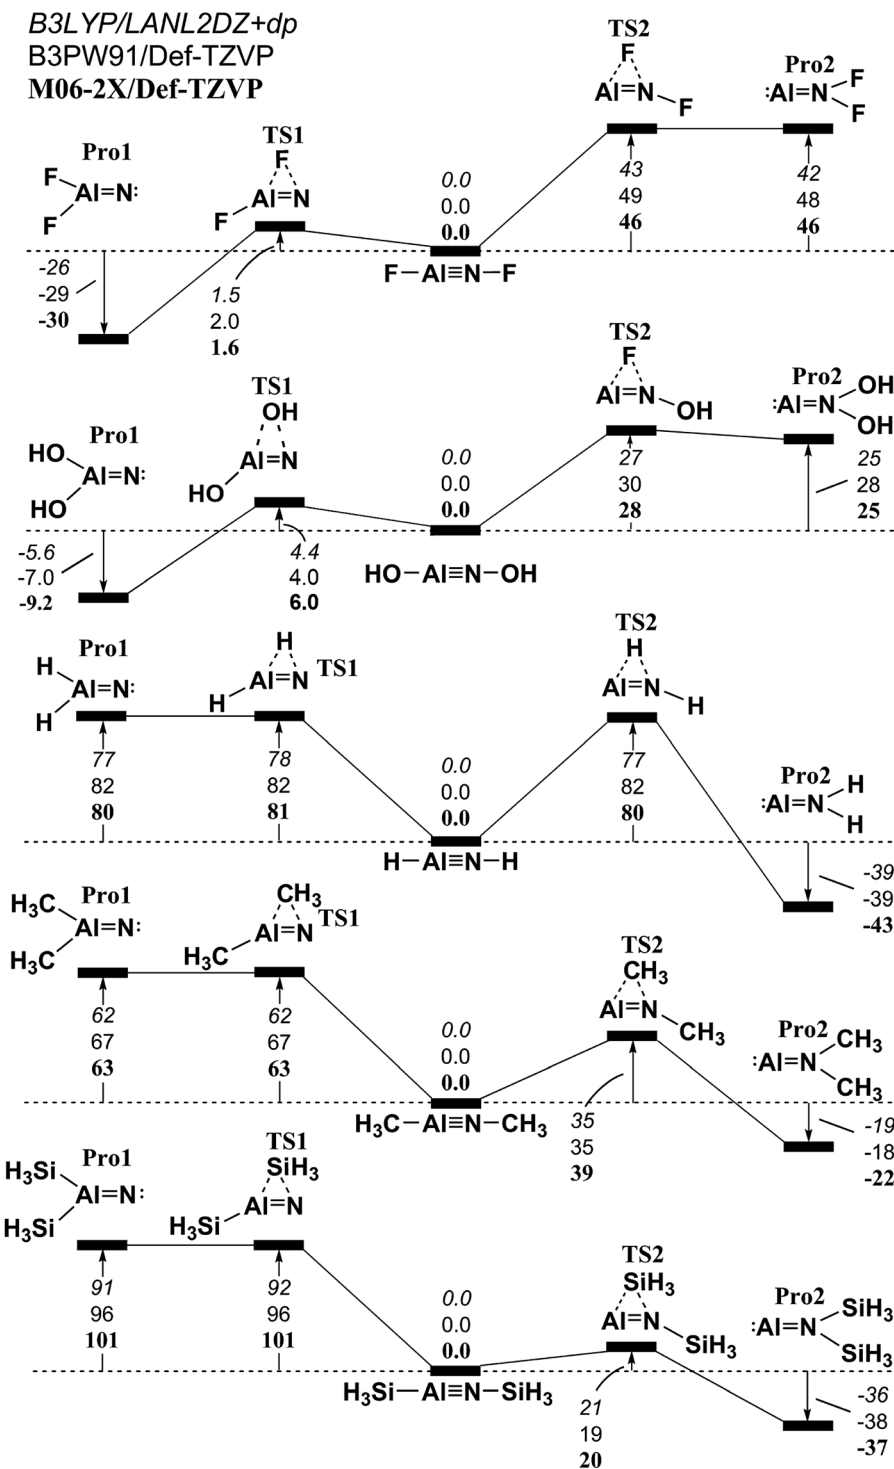 B3LYP/LANL2DZ+dp
B3PW91/Def-TZVP
M06-2X/Def-TZVP
Pro1
F
Al=N:
F
TS1
F
Al=N
F
0.0
0.0
0.0
F-Al≡N-F
TS2
F
Al=N
F
Pro2
:Al=N
F
F
-26
-29
-30
1.5
2.0
1.6
43
49
46
42
48
46
Pro1
HO
Al=N:
HO
TS1
OH
Al=N
HO
0.0
0.0
0.0
HO-Al≡N-OH
TS2
F
Al=N
OH
Pro2
:Al=N
OH
OH
-5.6
-7.0
-9.2
4.4
4.0
6.0
27
30
28
25
28
25
Pro1
H
Al=N:
H
H
Al=N
TS1
H
0.0
0.0
0.0
H-Al≡N-H
TS2
H
Al=N
H
Pro2
:Al=N
H
H
77
82
80
78
82
81
77
82
80
-39
-39
-43
Pro1
H3C
Al=N:
H3C
CH3
Al=N
TS1
H3C
0.0
0.0
0.0
H3C-Al≡N-CH3
TS2
CH3
Al=N
CH3
Pro2
:Al=N
CH3
CH3
62
67
63
62
67
63
35
35
39
-19
-18
-22
Pro1
H3Si
Al=N:
H3Si
TS1
SiH3
Al=N
H3Si
0.0
0.0
0.0
H3Si-Al≡N-SiH3
TS2
SiH3
Al=N
SiH3
Pro2
:Al=N
SiH3
SiH3
91
96
101
92
96
101
21
19
20
-36
-38
-37